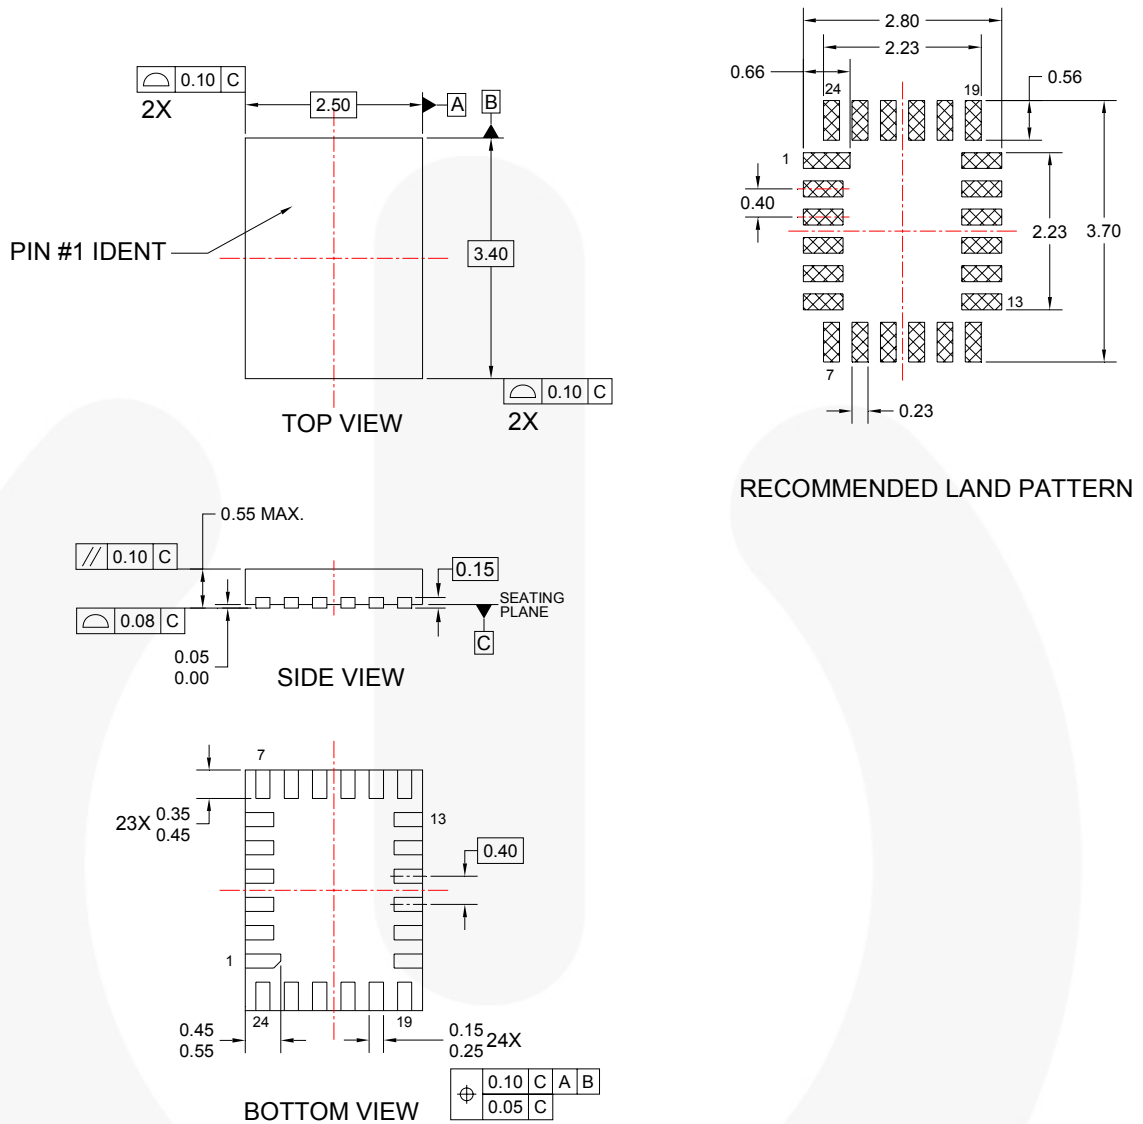 0.10 C
2X
2.50
A
B
PIN #1 IDENT
3.40
0.10 C
2X
TOP VIEW
2.80
2.23
0.66
0.56
24
19
1
0.40
2.23
3.70
13
7
0.23
RECOMMENDED LAND PATTERN
0.55 MAX.
// 0.10 C
0.15
SEATING
PLANE
0.08 C
C
0.05
0.00
SIDE VIEW
7
23X 0.35
0.45
13
0.40
1
24
19
0.45
0.55
0.15
0.25 24X
0.10 C A B
0.05 C
BOTTOM VIEW